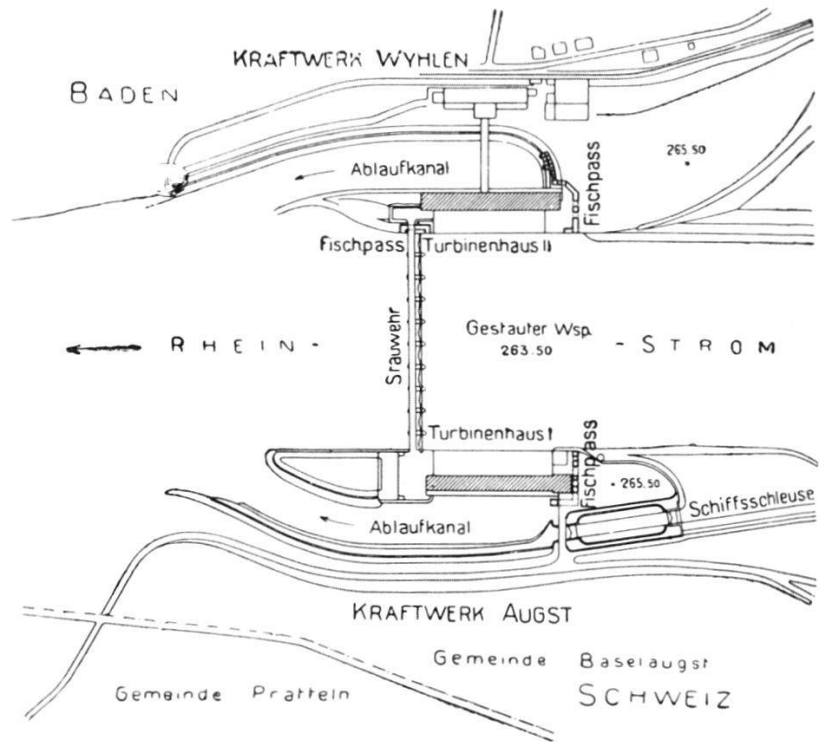 KRAFTWERK WYHLEN
BADEN
Ablaufkanal
Fischpass
265.50
Fischpass
Turbinenhaus II
Stauwehr
RHEIN-
Gestauter Wsp.
263.50
-STROM
Turbinenhaus I
Fischpass
265.50
Schiffsschleuse
Ablaufkanal
KRAFTWERK AUGST
Gemeinde Baselaugst
Gemeinde Pratteln
SCHWEIZ